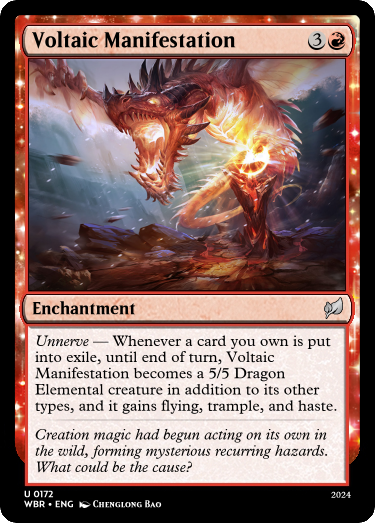 Voltaic Manifestation 3
Enchantment
Unnerve — Whenever a card you own is put
into exile, until end of turn, Voltaic
Manifestation becomes a 5/5 Dragon
Elemental creature in addition to its other
types, and it gains flying, trample, and haste.
Creation magic had begun acting on its own in
the wild, forming mysterious recurring hazards.
What could be the cause?
U 0172 2024
WBR • ENG Chenglong Bao